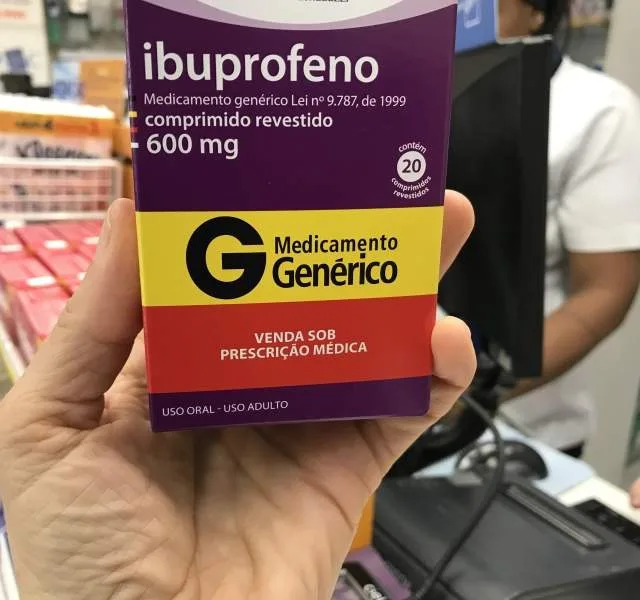 ibuprofeno
Medicamento genérico Lei nº 9.787, de 1999
comprimido revestido
600 mg
contém
20
comprimidos
revestidos
G Medicamento
Genérico
VENDA SOB
PRESCRIÇÃO MÉDICA
USO ORAL - USO ADULTO